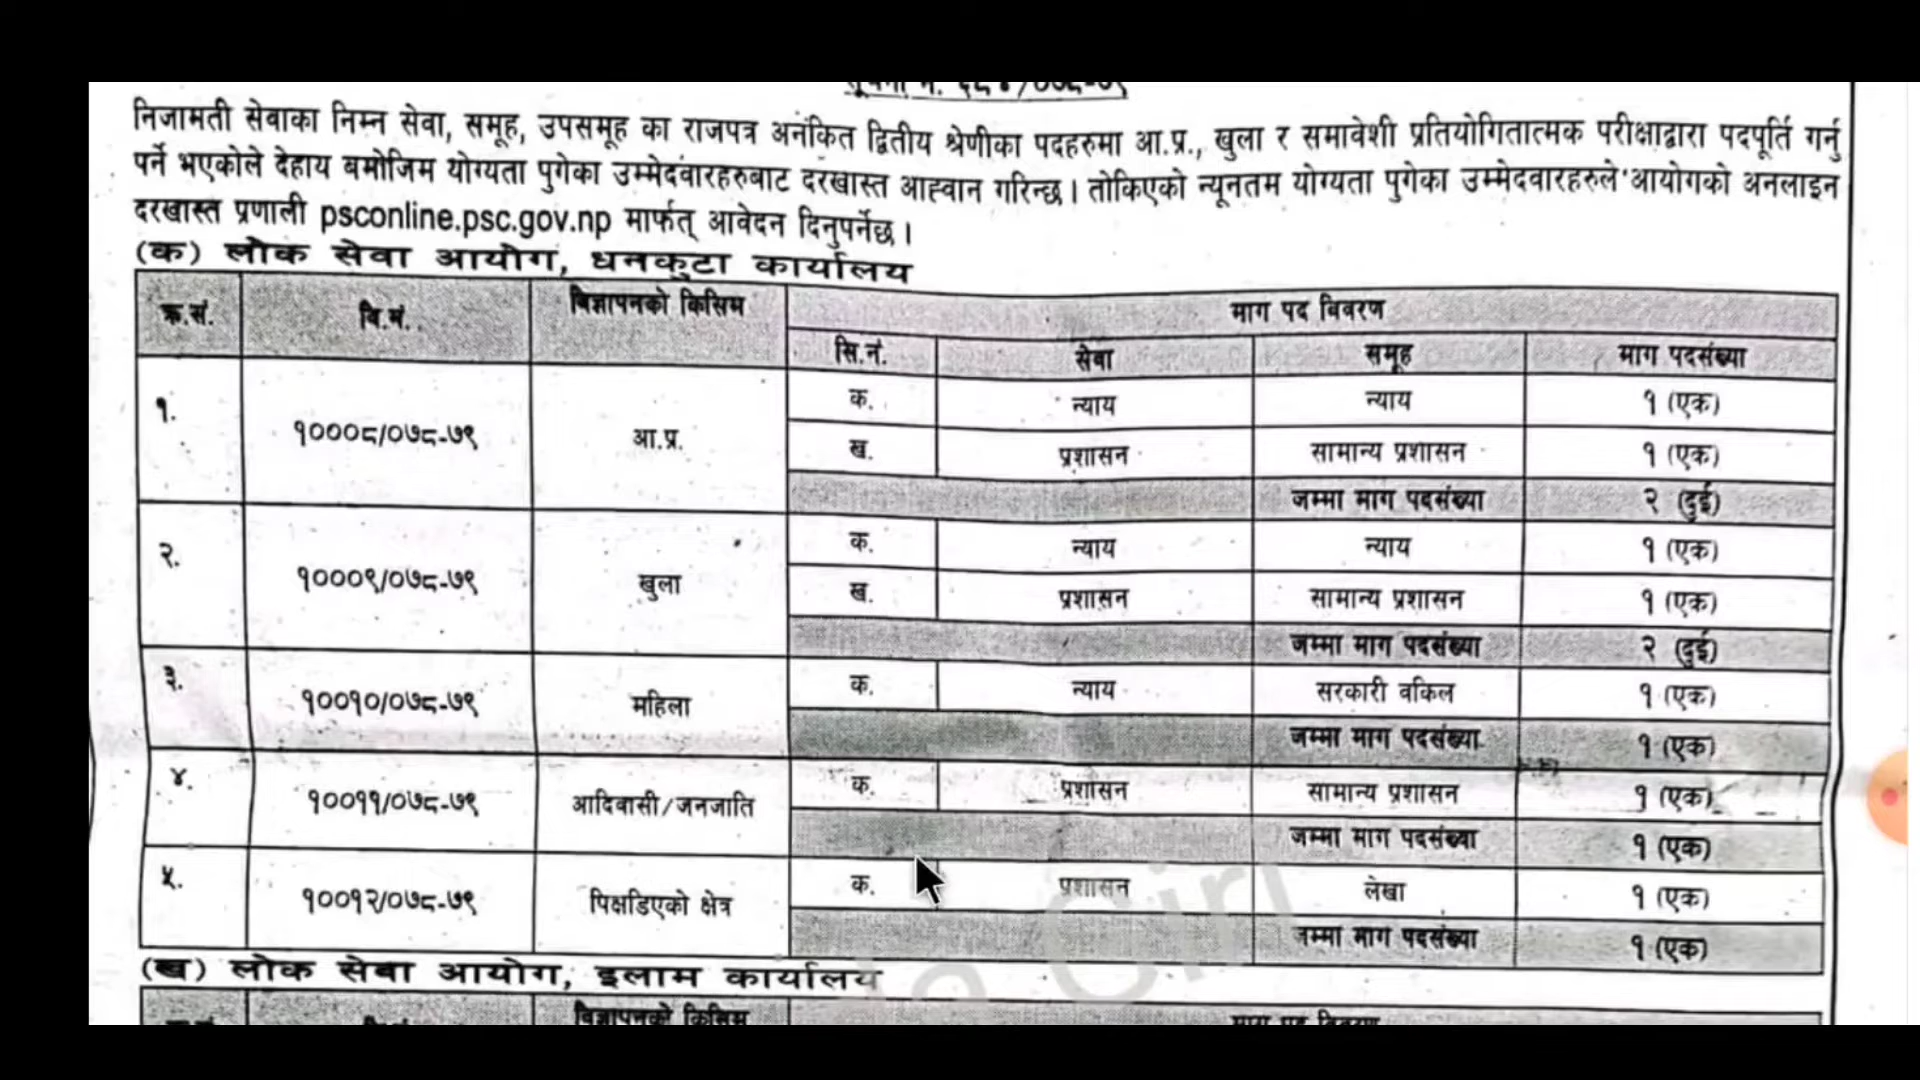 निजामती सेवाका निम्न सेवा, समूह, उपसमूह का राजपत्र अनंकित द्वितीय श्रेणीका पदहरुमा आ.प्र., खुला र समावेशी प्रतियोगितात्मक परीक्षाद्वारा पदपूर्ति गर्नु
पर्ने भएकोले देहाय बमोजिम योग्यता पुगेका उम्मेदवारहरुबाट दरखास्त आह्वान गरिन्छ। तोकिएको न्यूनतम योग्यता पुगेका उम्मेदवारहरुले आयोगको अनलाइन
दरखास्त प्रणाली psconline.psc.gov.np मार्फत् आवेदन दिनुपर्नेछ।
(क) लोक सेवा आयोग, धनकुटा कार्यालय
क्र.सं. वि.नं. विज्ञापनको किसिम माग पद विवरण
सि.नं. सेवा समूह माग पदसंख्या
१. १०००८/०७८-७९ आ.प्र. क. न्याय न्याय १ (एक)
ख. प्रशासन सामान्य प्रशासन १ (एक)
जम्मा माग पदसंख्या २ (दुई)
२. १०००९/०७८-७९ खुला क. न्याय न्याय १ (एक)
ख. प्रशासन सामान्य प्रशासन १ (एक)
जम्मा माग पदसंख्या २ (दुई)
३. १००१०/०७८-७९ महिला क. न्याय सरकारी वकिल १ (एक)
जम्मा माग पदसंख्या १ (एक)
४. १००११/०७८-७९ आदिवासी/जनजाति क. प्रशासन सामान्य प्रशासन १ (एक)
जम्मा माग पदसंख्या १ (एक)
५. १००१२/०७८-७९ पिक्षडिएको क्षेत्र क. प्रशासन लेखा १ (एक)
जम्मा माग पदसंख्या १ (एक)
(ख) लोक सेवा आयोग, इलाम कार्यालय
विज्ञापनको किसिम माग पद विवरण